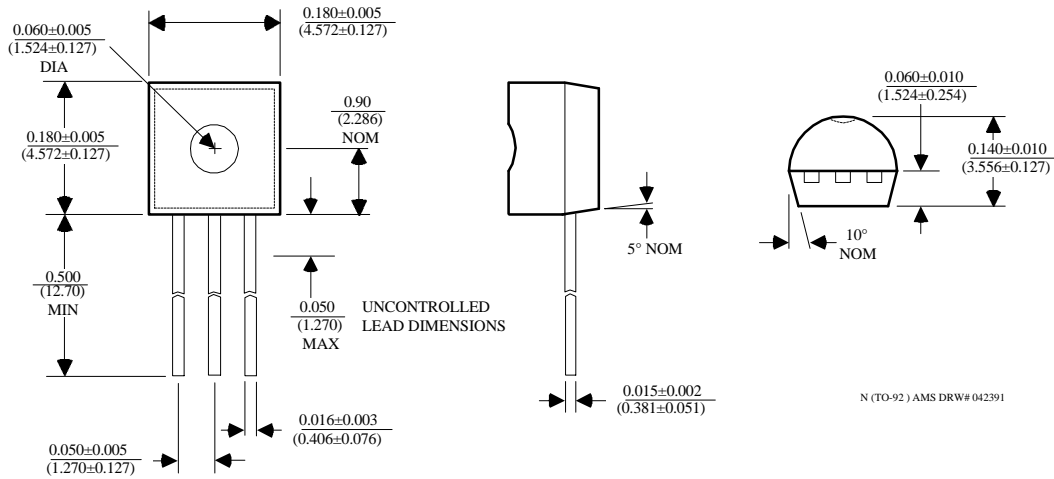 0.060±0.005
(1.524±0.127)
DIA
0.180±0.005
(4.572±0.127)
0.180±0.005
(4.572±0.127)
0.90
(2.286)
NOM
0.500
(12.70)
MIN
0.050
(1.270)
MAX
UNCONTROLLED
LEAD DIMENSIONS
0.016±0.003
(0.406±0.076)
0.050±0.005
(1.270±0.127)
5° NOM
0.015±0.002
(0.381±0.051)
0.060±0.010
(1.524±0.254)
0.140±0.010
(3.556±0.127)
10°
NOM
N (TO-92 ) AMS DRW# 042391